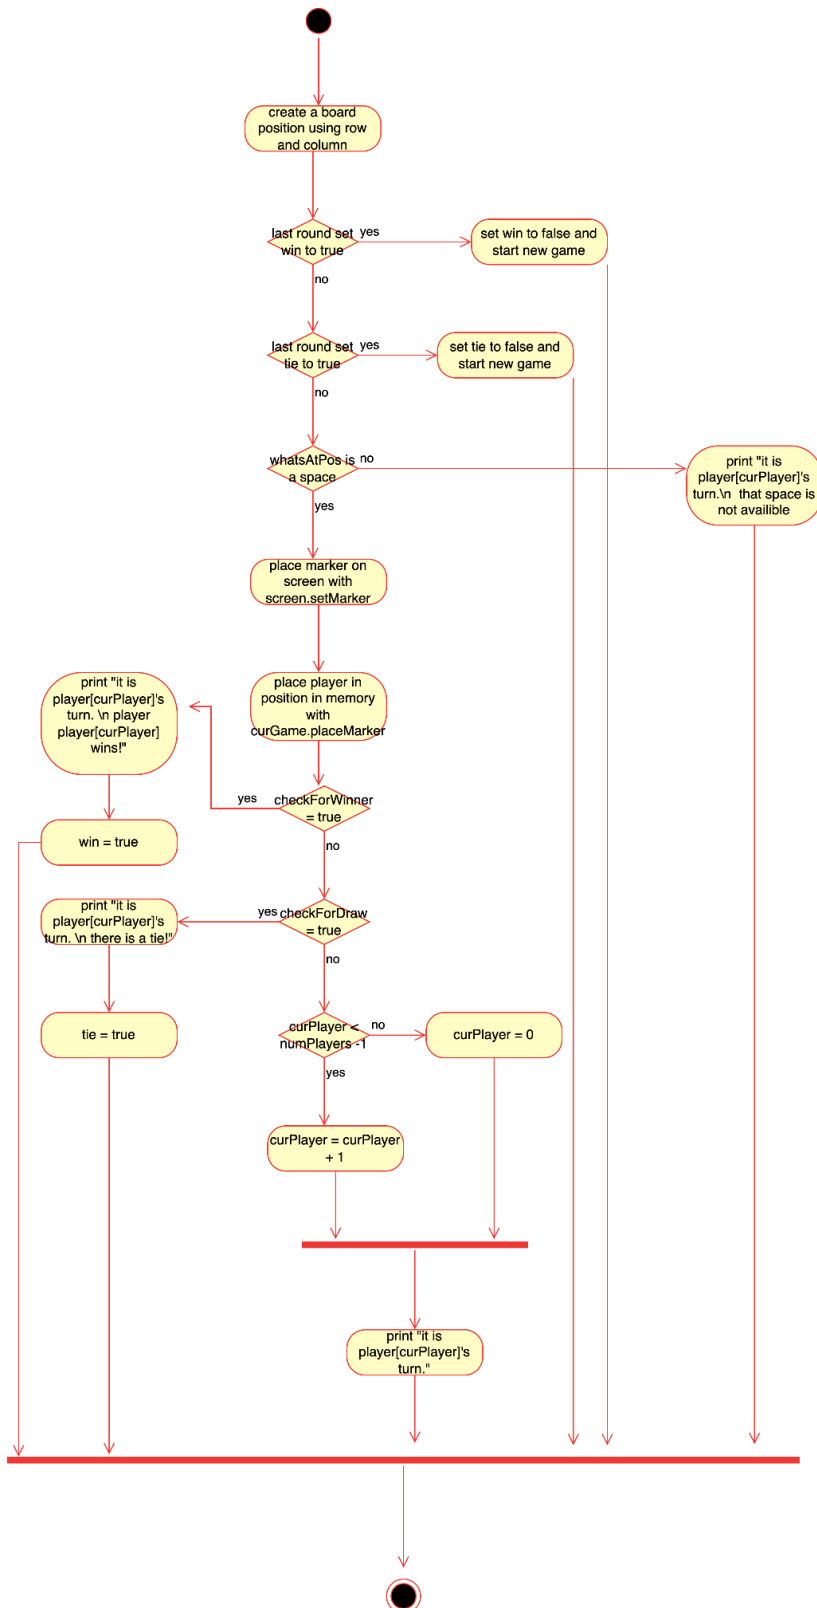 create a board
position using row
and column
last round set
win to true
yes
set win to false and
start new game
no
last round set
tie to true
yes
set tie to false and
start new game
no
whatsAtPos is
a space
no
print "it is
player[curPlayer]'s
turn.\n  that space is
not availible
yes
place marker on
screen with
screen.setMarker
place player in
position in memory
with
curGame.placeMarker
print "it is
player[curPlayer]'s
turn. \n player
player[curPlayer]
wins!"
yes
checkForWinner
= true
no
win = true
print "it is
player[curPlayer]'s
turn. \n there is a tie!"
yes
checkForDraw
= true
no
tie = true
curPlayer <
numPlayers -1
no
curPlayer = 0
yes
curPlayer = curPlayer
+ 1
print "it is
player[curPlayer]'s
turn."